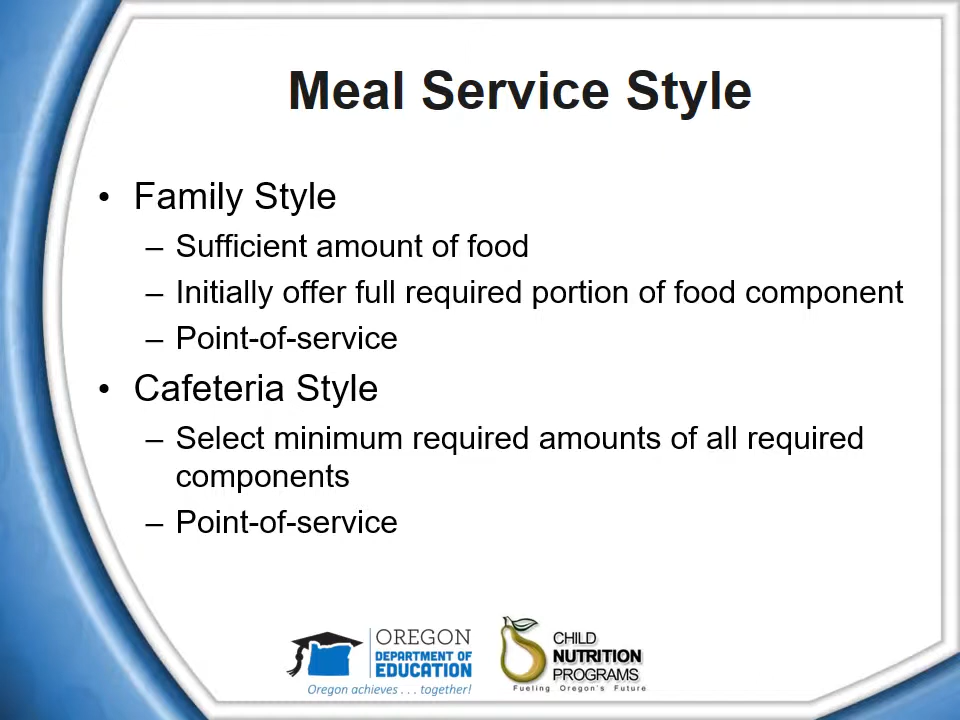 Meal Service Style
• Family Style
– Sufficient amount of food
– Initially offer full required portion of food component
– Point-of-service
• Cafeteria Style
– Select minimum required amounts of all required
components
– Point-of-service
OREGON
DEPARTMENT OF
EDUCATION
Oregon achieves . . . together!
CHILD
NUTRITION
PROGRAMS
Fueling Oregon's Future